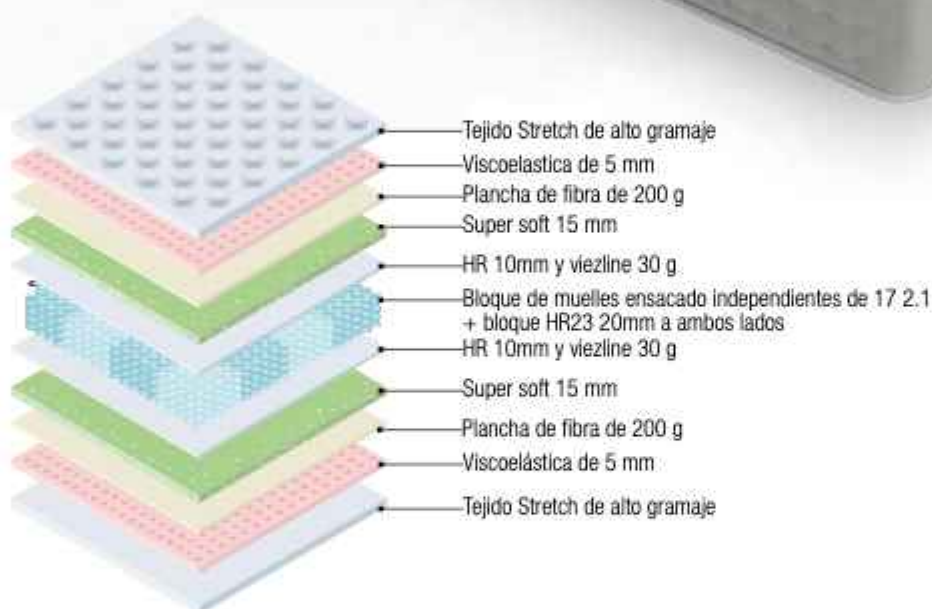 Tejido Stretch de alto gramaje
Viscoelastica de 5 mm
Plancha de fibra de 200 g
Super soft 15 mm
HR 10mm y viezline 30 g
Bloque de muelles ensacado independientes de 17 2.1
+ bloque HR23 20mm a ambos lados
HR 10mm y viezline 30 g
Super soft 15 mm
Plancha de fibra de 200 g
Viscoelástica de 5 mm
Tejido Stretch de alto gramaje